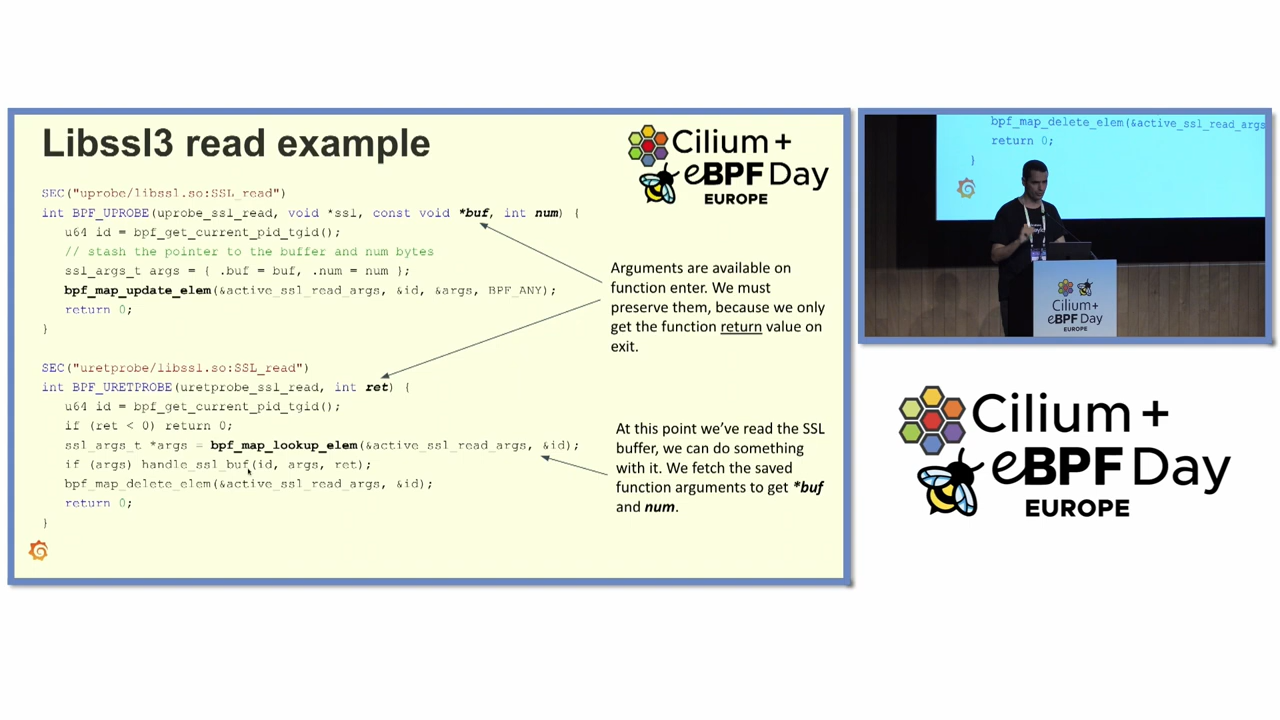 Libssl3 read example
Cilium +
eBPF Day
EUROPE
SEC("uprobe/libssl.so:SSL_read")
int BPF_UPROBE(uprobe_ssl_read, void *ssl, const void *buf, int num) {
u64 id = bpf_get_current_pid_tgid();
// stash the pointer to the buffer and num bytes
ssl_args_t args = { .buf = buf, .num = num };
bpf_map_update_elem(&active_ssl_read_args, &id, &args, BPF_ANY);
return 0;
}
SEC("uretprobe/libssl.so:SSL_read")
int BPF_URETPROBE(uretprobe_ssl_read, int ret) {
u64 id = bpf_get_current_pid_tgid();
if (ret < 0) return 0;
ssl_args_t *args = bpf_map_lookup_elem(&active_ssl_read_args, &id);
if (args) handle_ssl_buf(id, args, ret);
bpf_map_delete_elem(&active_ssl_read_args, &id);
return 0;
}
Arguments are available on
function enter. We must
preserve them, because we only
get the function return value on
exit.
At this point we've read the SSL
buffer, we can do something
with it. We fetch the saved
function arguments to get *buf
and num.
bpf_map_delete_elem(&active_ssl_read_args
return 0;
}
Cilium+
eBPF Day
EUROPE
Cilium +
eBPF Day
EUROPE